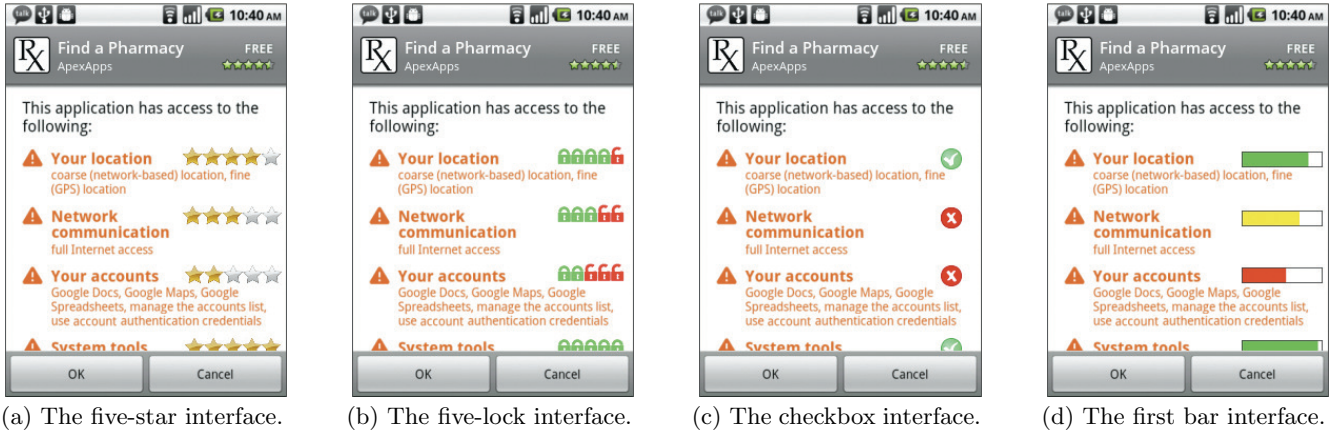 talk
10:40 AM
Rx
Find a Pharmacy
FREE
ApexApps
This application has access to the
following:
Your location
coarse (network-based) location, fine
(GPS) location
Network
communication
full Internet access
Your accounts
Google Docs, Google Maps, Google
Spreadsheets, manage the accounts list,
use account authentication credentials
System tools
OK
Cancel
(a) The five-star interface.
talk
10:40 AM
Rx
Find a Pharmacy
FREE
ApexApps
This application has access to the
following:
Your location
coarse (network-based) location, fine
(GPS) location
Network
communication
full Internet access
Your accounts
Google Docs, Google Maps, Google
Spreadsheets, manage the accounts list,
use account authentication credentials
System tools
OK
Cancel
(b) The five-lock interface.
talk
10:40 AM
Rx
Find a Pharmacy
FREE
ApexApps
This application has access to the
following:
Your location
coarse (network-based) location, fine
(GPS) location
Network
communication
full Internet access
Your accounts
Google Docs, Google Maps, Google
Spreadsheets, manage the accounts list,
use account authentication credentials
System tools
OK
Cancel
(c) The checkbox interface.
talk
10:40 AM
Rx
Find a Pharmacy
FREE
ApexApps
This application has access to the
following:
Your location
coarse (network-based) location, fine
(GPS) location
Network
communication
full Internet access
Your accounts
Google Docs, Google Maps, Google
Spreadsheets, manage the accounts list,
use account authentication credentials
System tools
OK
Cancel
(d) The first bar interface.